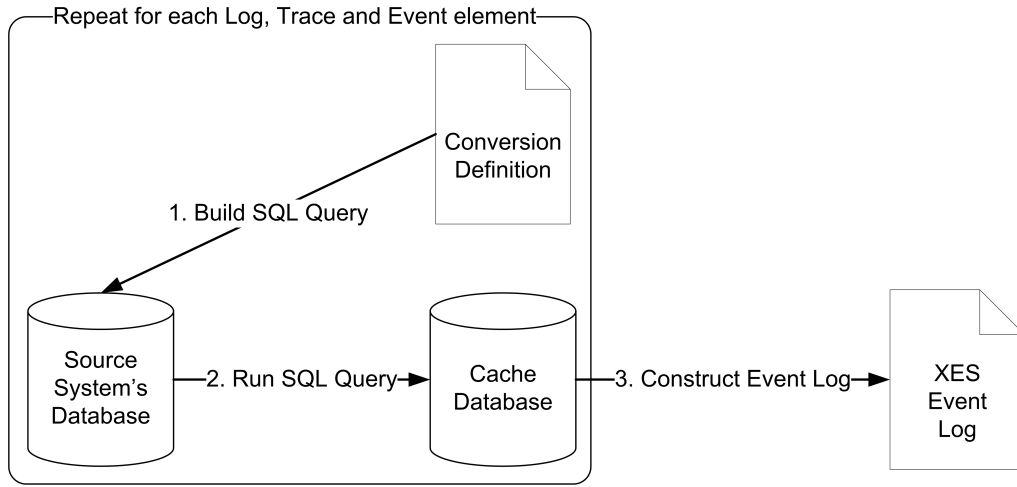 Repeat for each Log, Trace and Event element
Conversion
Definition
1. Build SQL Query
Source
System’s
Database
2. Run SQL Query
Cache
Database
3. Construct Event Log
XES
Event
Log